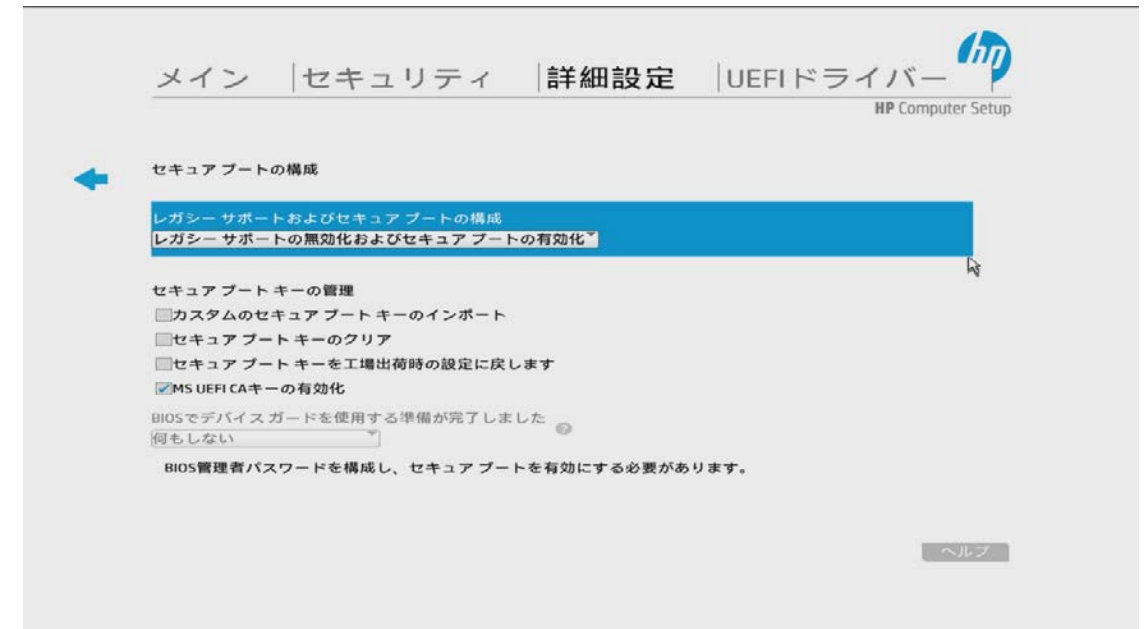 hp
メイン |セキュリティ |詳細設定 |UEFIドライバー
HP Computer Setup
セキュア ブートの構成
レガシー サポートおよびセキュア ブートの構成
レガシー サポートの無効化およびセキュア ブートの有効化
セキュア ブート キーの管理
カスタムのセキュア ブート キーのインポート
セキュア ブート キーのクリア
セキュア ブート キーを工場出荷時の設定に戻します
MS UEFI CAキーの有効化
BIOSでデバイス ガードを使用する準備が完了しました ?
何もしない
BIOS管理者パスワードを構成し、セキュア ブートを有効にする必要があります。
ヘルプ